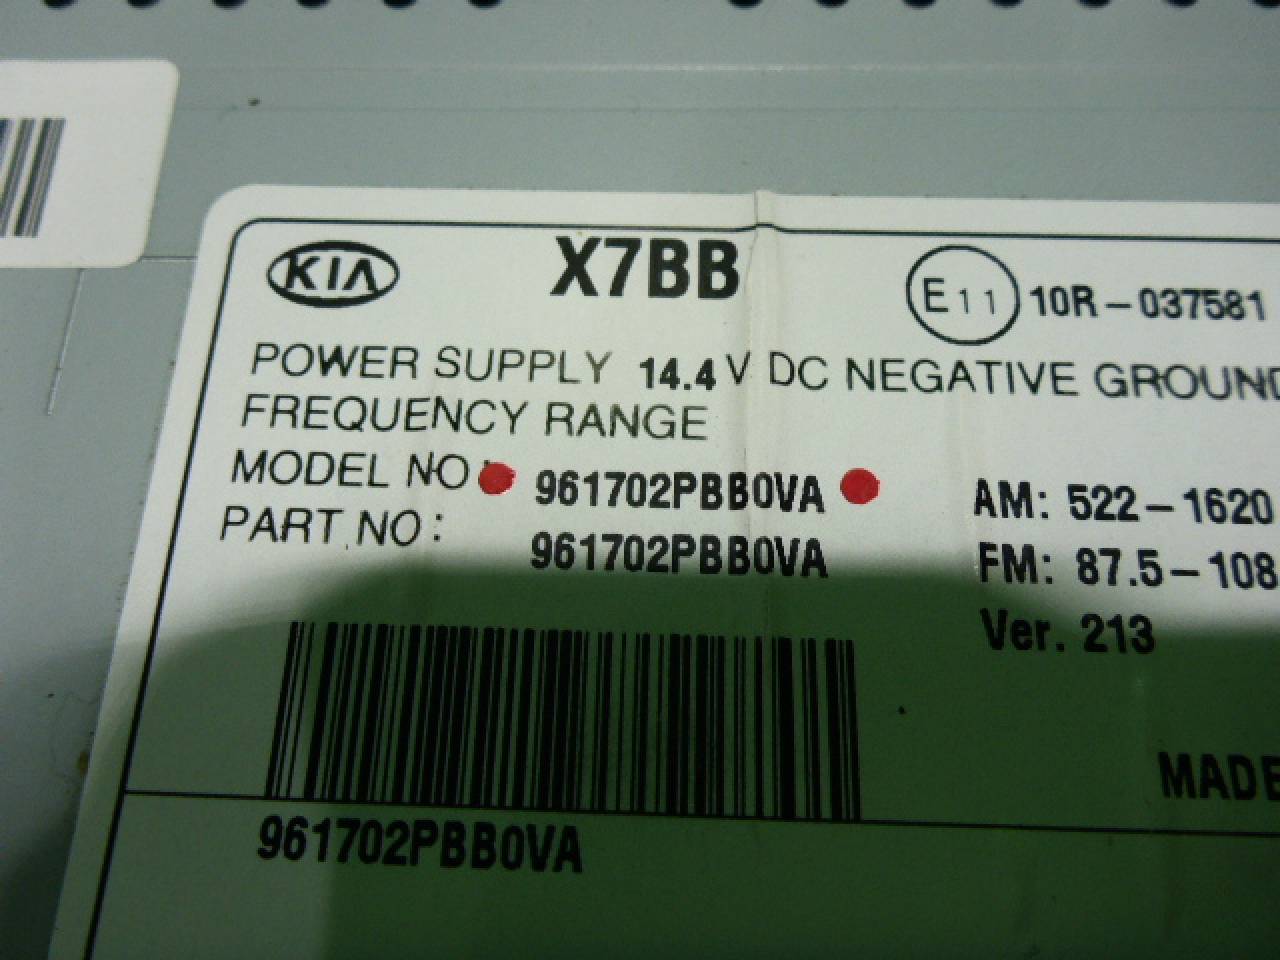 KIA X7BB E11 10R-037581
POWER SUPPLY 14.4V DC NEGATIVE GROUND
FREQUENCY RANGE
MODEL NO: 961702PBB0VA AM: 522-1620
PART NO: 961702PBB0VA FM: 87.5-108
Ver. 213
MADE
961702PBB0VA